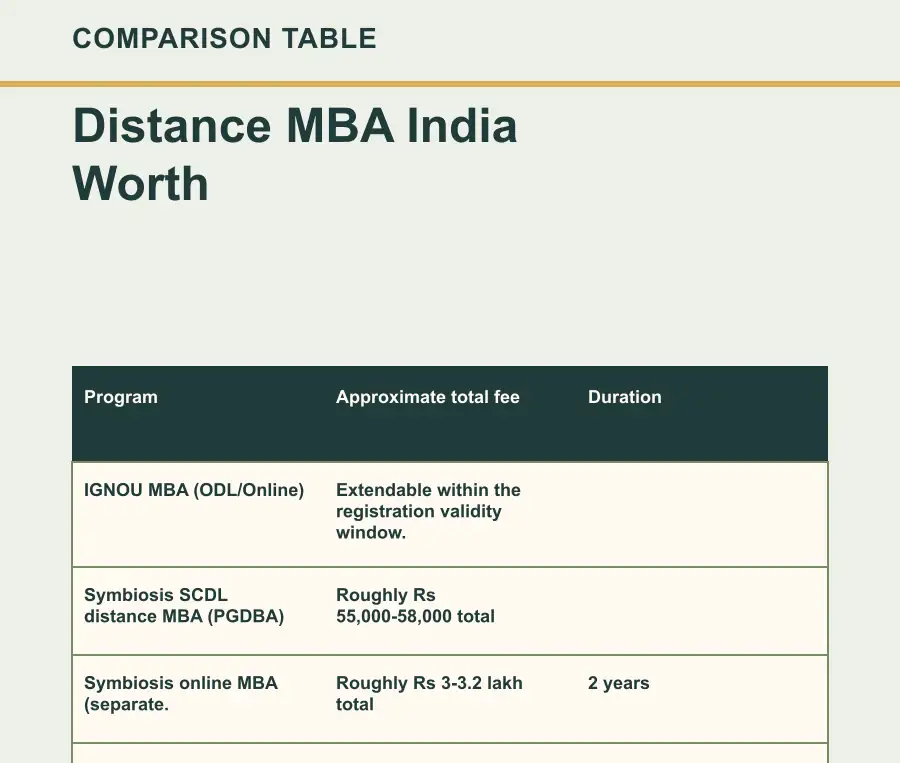 COMPARISON TABLE
Distance MBA India
Worth
Program
Approximate total fee
Duration
IGNOU MBA (ODL/Online)
Extendable within the
registration validity
window.
Symbiosis SCDL
distance MBA (PGDBA)
Roughly Rs
55,000-58,000 total
Symbiosis online MBA
(separate.
Roughly Rs 3-3.2 lakh
total
2 years